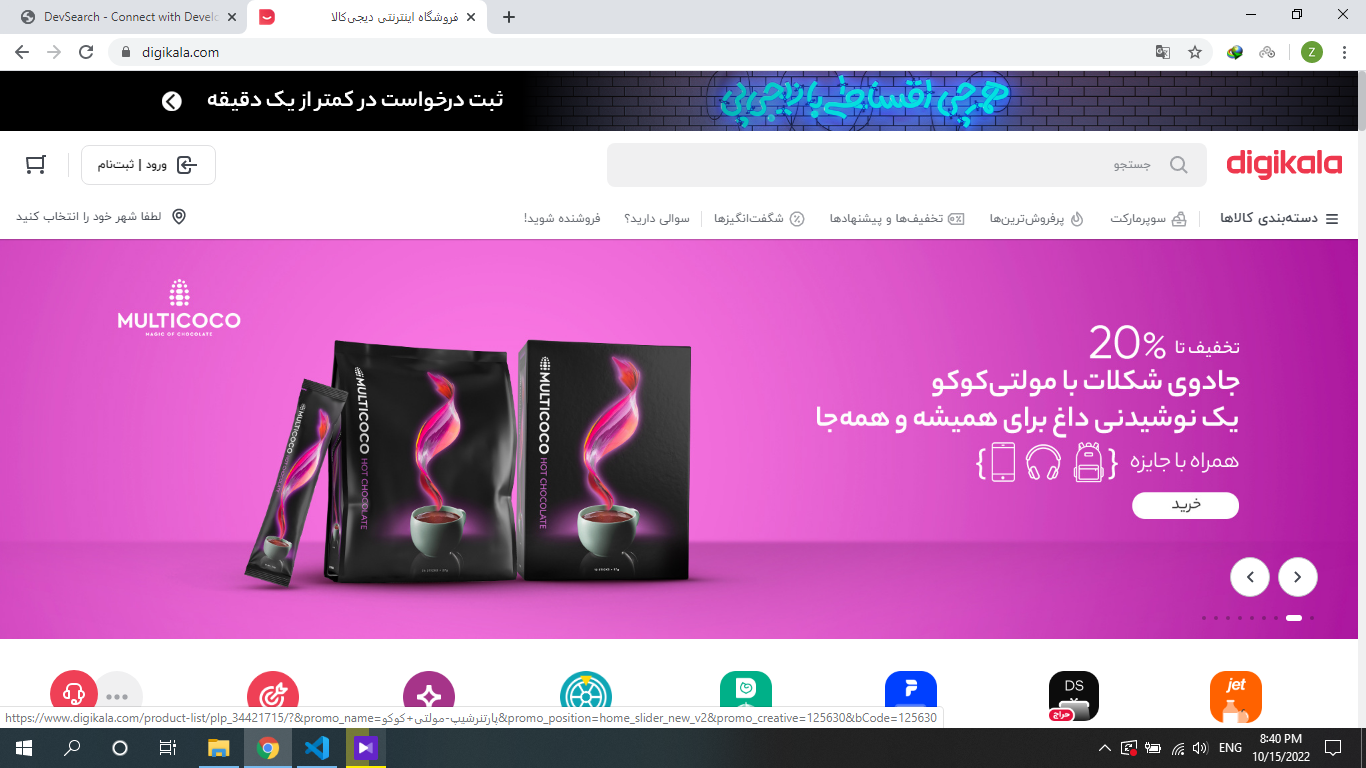 DevSearch - Connect with Develo
فروشگاه اینترنتی دیجی‌کالا
digikala.com
Z
هرچی اقساطی با دیجی‌پی
ثبت درخواست در کمتر از یک دقیقه
digikala
جستجو
ورود | ثبت‌نام
دسته‌بندی کالاها
سوپرمارکت
پرفروش‌ترین‌ها
تخفیف‌ها و پیشنهادها
شگفت‌انگیزها
سوالی دارید؟
فروشنده شوید!
لطفا شهر خود را انتخاب کنید
MULTICOCO
MAGIC OF CHOCOLATE
تخفیف تا 20%
جادوی شکلات با مولتی‌کوکو
یک نوشیدنی داغ برای همیشه و همه‌جا
همراه با جایزه
خرید
MULTICOCO
MULTICOCO HOT CHOCOLATE
MULTICOCO HOT CHOCOLATE
jet
DS
حراج
https://www.digikala.com/product-list/plp_34421715/?&promo_name=پارتنرشیپ-مولتی+کوکو&promo_position=home_slider_new_v2&promo_creative=125630&bCode=125630
ENG
8:40 PM
10/15/2022